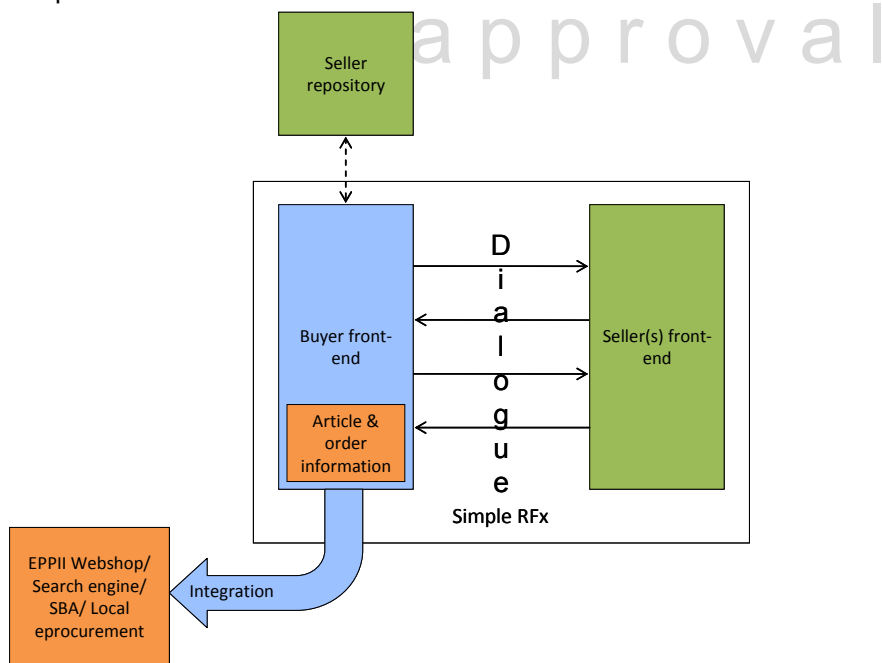 approval
Seller
repository
Dialogue
Buyer front-
end
Seller(s) front-
end
Article &
order
information
Simple RFx
EPPII Webshop/
Search engine/
SBA/ Local
eprocurement
Integration